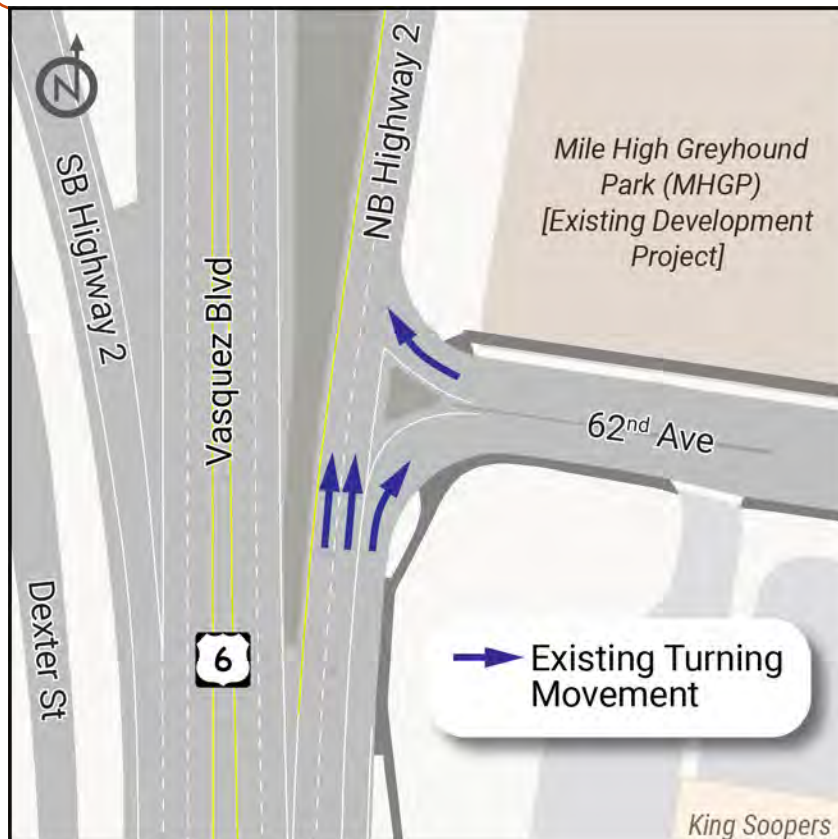 N
SB Highway 2
Vasquez Blvd
NB Highway 2
Mile High Greyhound
Park (MHGP)
[Existing Development
Project]
62nd Ave
Dexter St
6
Existing Turning
Movement
King Soopers